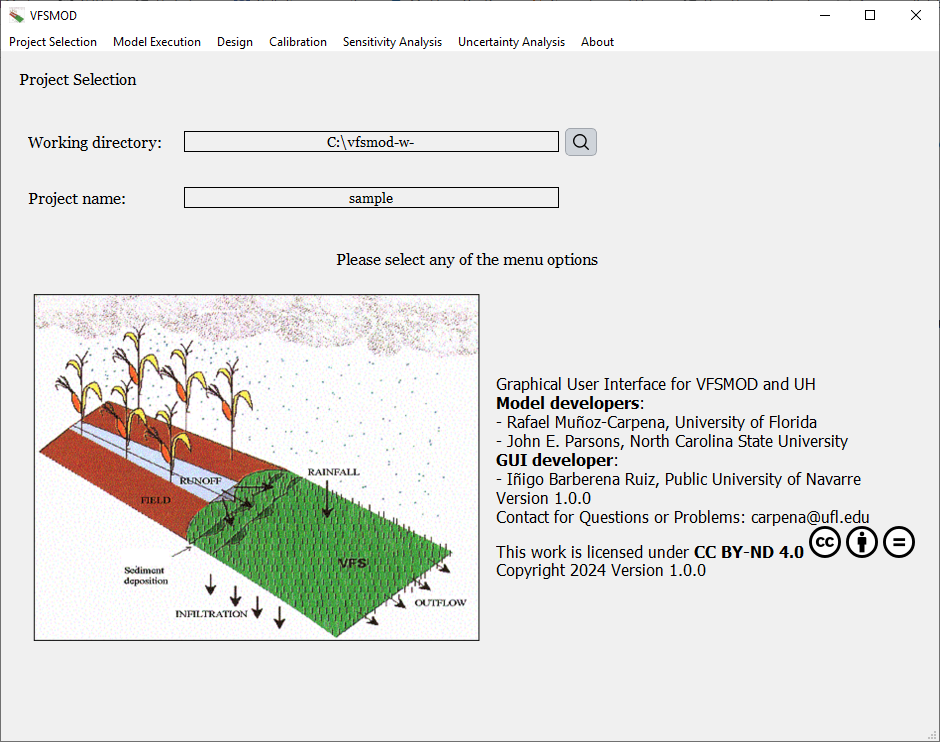 VFSMOD
Project Selection Model Execution Design Calibration Sensitivity Analysis Uncertainty Analysis About
Project Selection
Working directory: C:\vfsmod-w-
Project name: sample
Please select any of the menu options
RAINFALL
RUNOFF
FIELD
VFS
Sediment
deposition
INFILTRATION
OUTFLOW
Graphical User Interface for VFSMOD and UH
Model developers:
- Rafael Muñoz-Carpena, University of Florida
- John E. Parsons, North Carolina State University
GUI developer:
- Iñigo Barberena Ruiz, Public University of Navarre
Version 1.0.0
Contact for Questions or Problems: carpena@ufl.edu
This work is licensed under CC BY-ND 4.0 cc
Copyright 2024 Version 1.0.0